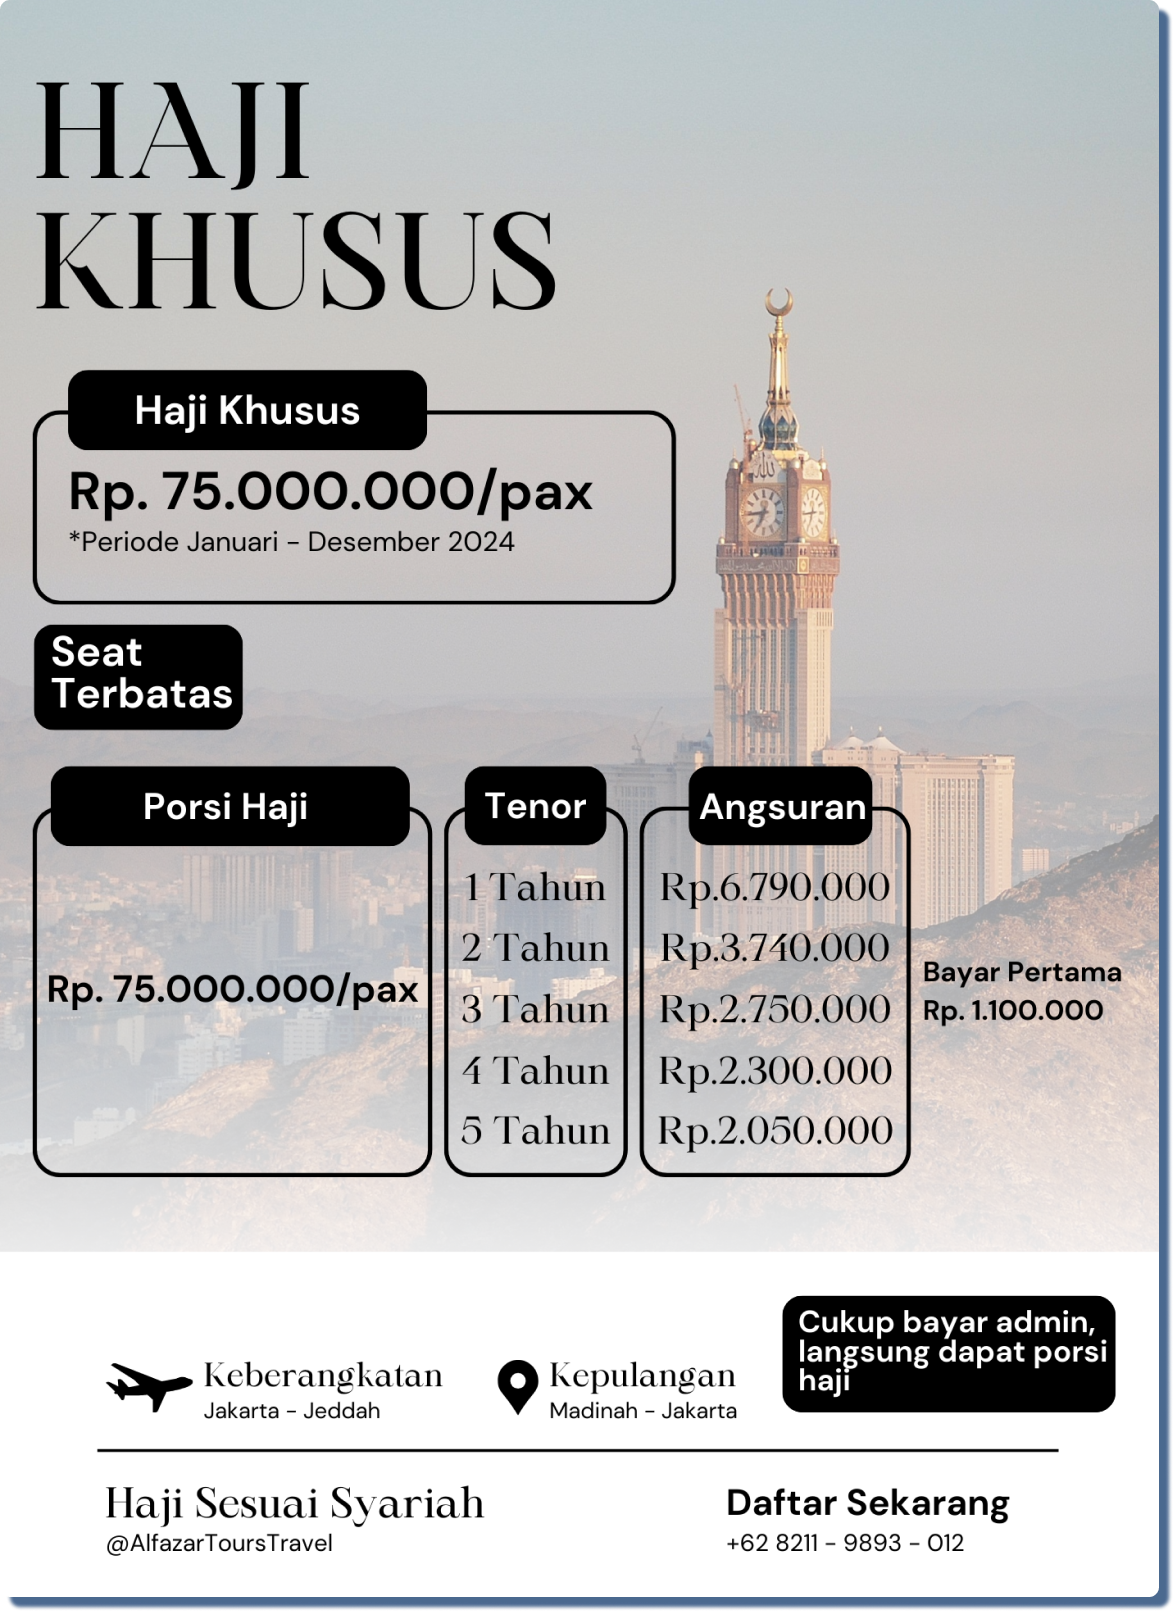 HAJI
KHUSUS
Haji Khusus
Rp. 75.000.000/pax
*Periode Januari - Desember 2024
Seat
Terbatas
Porsi Haji
Rp. 75.000.000/pax
Tenor
1 Tahun
2 Tahun
3 Tahun
4 Tahun
5 Tahun
Angsuran
Rp.6.790.000
Rp.3.740.000
Rp.2.750.000
Rp.2.300.000
Rp.2.050.000
Bayar Pertama
Rp. 1.100.000
Cukup bayar admin,
langsung dapat porsi
haji
Keberangkatan
Jakarta - Jeddah
Kepulangan
Madinah - Jakarta
Haji Sesuai Syariah
@AlfazarToursTravel
Daftar Sekarang
+62 8211 - 9893 - 012